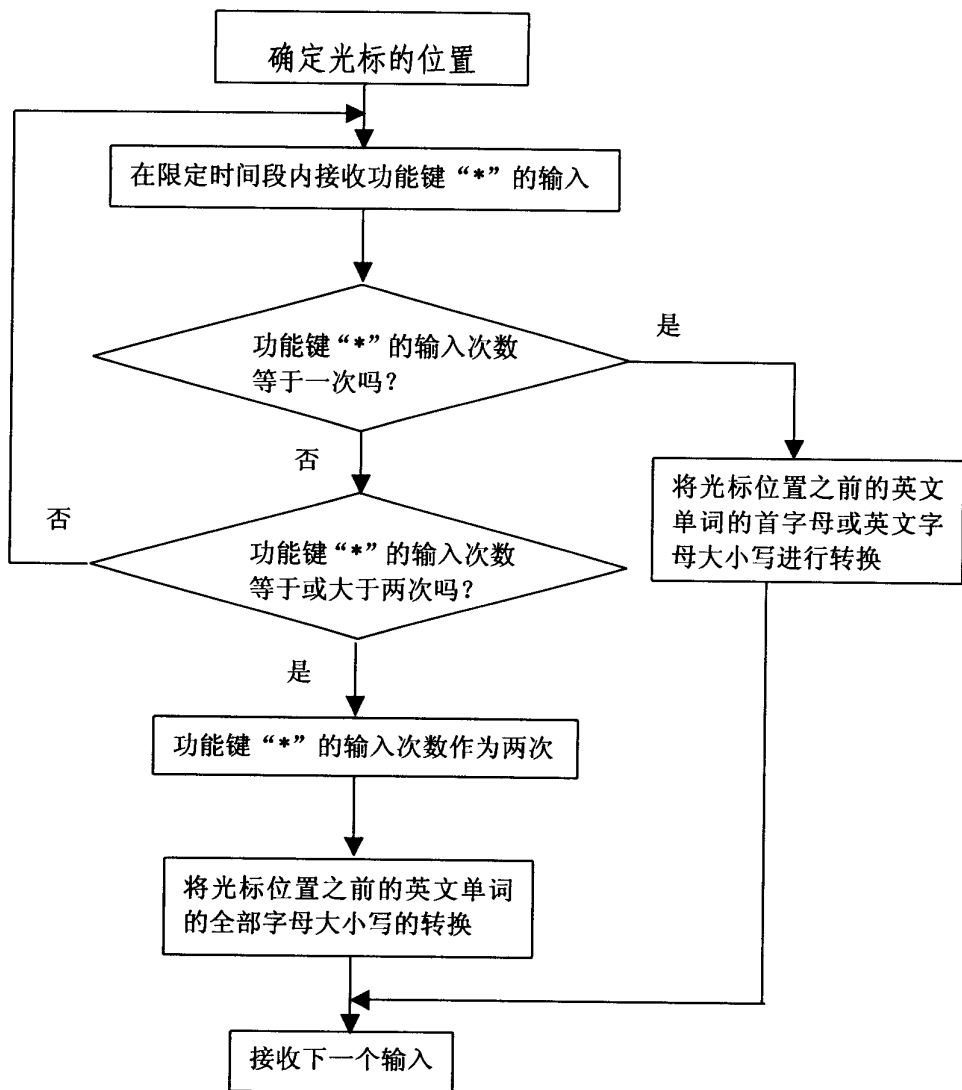 确定光标的位置
在限定时间段内接收功能键“*”的输入
功能键“*”的输入次数
等于一次吗？
是
否
将光标位置之前的英文
单词的首字母或英文字
母大小写进行转换
否
功能键“*”的输入次数
等于或大于两次吗？
是
功能键“*”的输入次数作为两次
将光标位置之前的英文单词
的全部字母大小写的转换
接收下一个输入